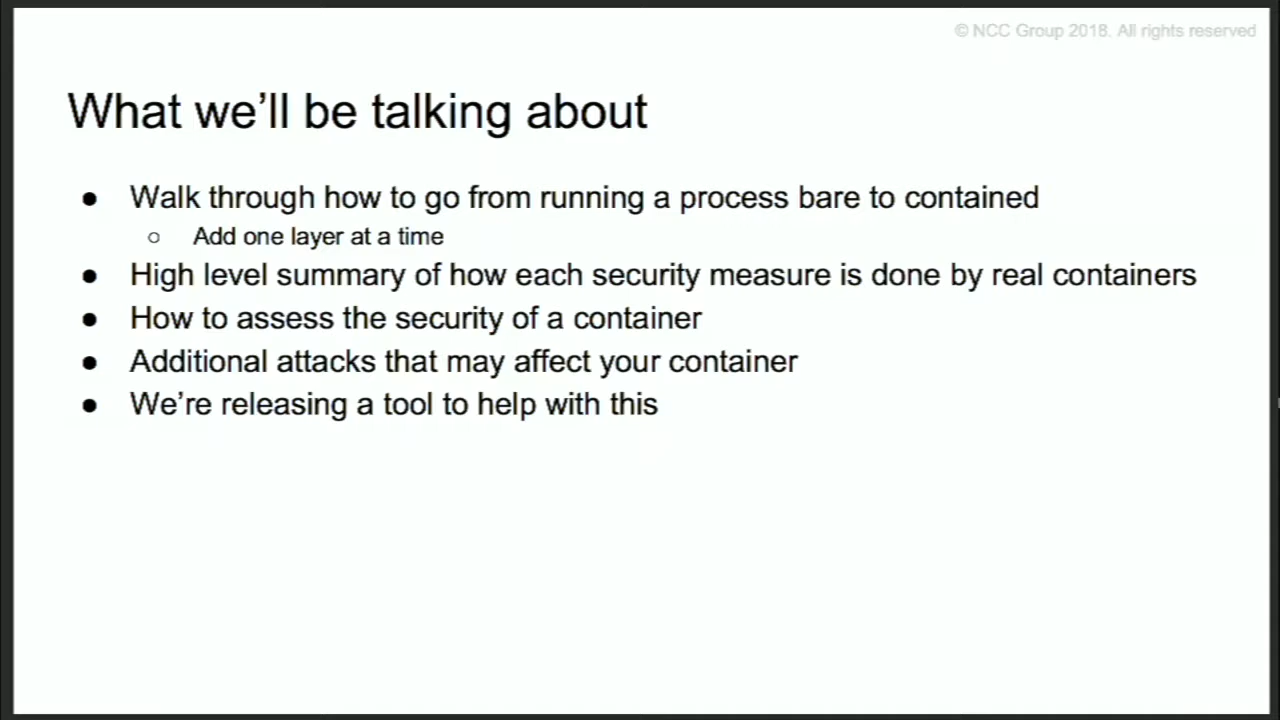 © NCC Group 2018. All rights reserved
What we’ll be talking about
● Walk through how to go from running a process bare to contained
○ Add one layer at a time
● High level summary of how each security measure is done by real containers
● How to assess the security of a container
● Additional attacks that may affect your container
● We’re releasing a tool to help with this